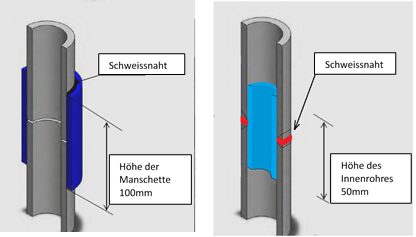 Schweissnaht
Höhe der
Manschette
100mm
Schweissnaht
Höhe des
Innenrohres
50mm